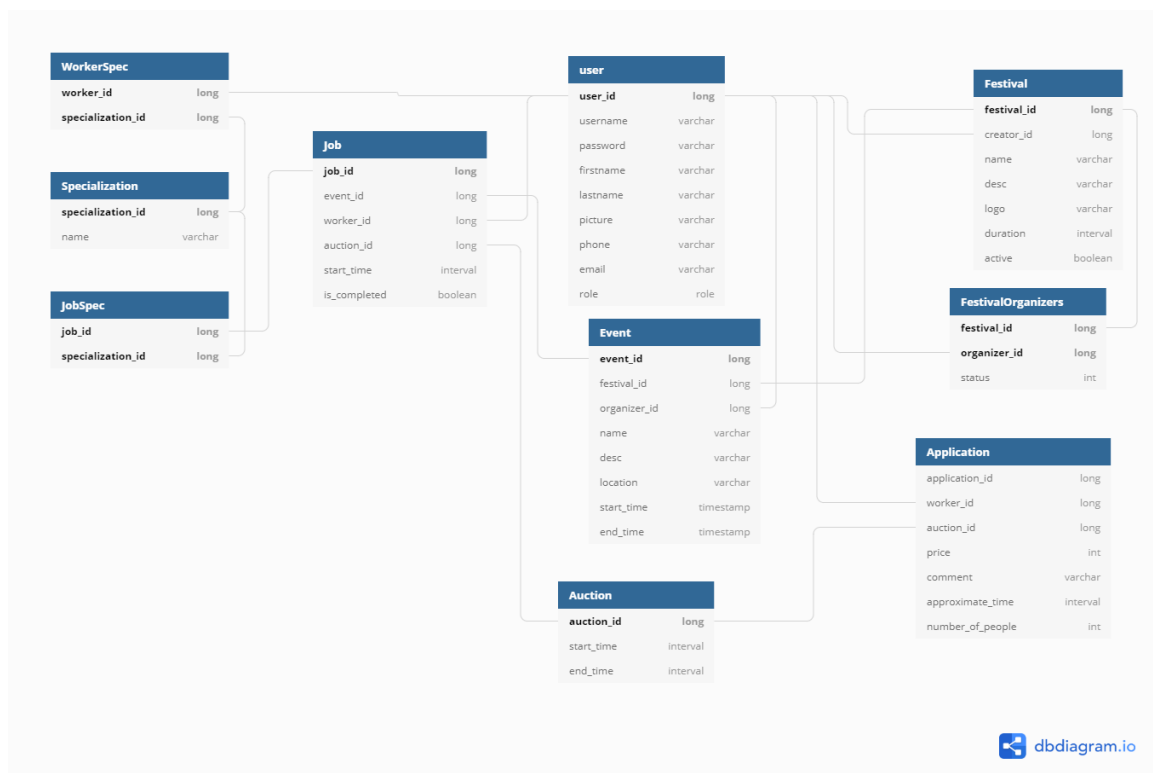 WorkerSpec
worker_id long
specialization_id long
Specialization
specialization_id long
name varchar
JobSpec
job_id long
specialization_id long
Job
job_id long
event_id long
worker_id long
auction_id long
start_time interval
is_completed boolean
user
user_id long
username varchar
password varchar
firstname varchar
lastname varchar
picture varchar
phone varchar
email varchar
role role
Event
event_id long
festival_id long
organizer_id long
name varchar
desc varchar
location varchar
start_time timestamp
end_time timestamp
Auction
auction_id long
start_time interval
end_time interval
Festival
festival_id long
creator_id long
name varchar
desc varchar
logo varchar
duration interval
active boolean
FestivalOrganizers
festival_id long
organizer_id long
status int
Application
application_id long
worker_id long
auction_id long
price int
comment varchar
approximate_time interval
number_of_people int
dbdiagram.io